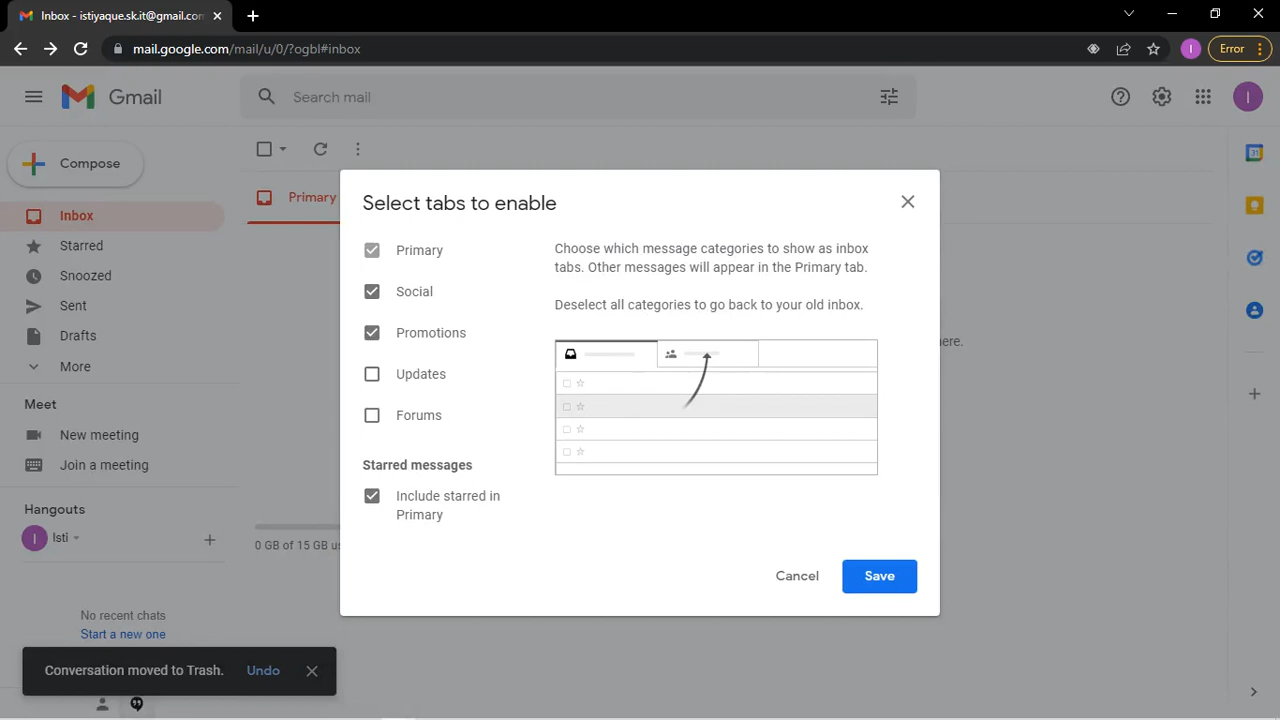 Inbox - istiyaque.sk.it@gmail.com
mail.google.com/mail/u/0/?ogbl#inbox
I
Error
Gmail
Search mail
I
Compose
Primary
Inbox
Starred
Snoozed
Sent
Drafts
More
Meet
New meeting
Join a meeting
Hangouts
I
Isti
No recent chats
Start a new one
0 GB of 15 GB
here.
Select tabs to enable
Primary
Social
Promotions
Updates
Forums
Starred messages
Include starred in
Primary
Choose which message categories to show as inbox
tabs. Other messages will appear in the Primary tab.
Deselect all categories to go back to your old inbox.
Cancel
Save
Conversation moved to Trash.
Undo
31